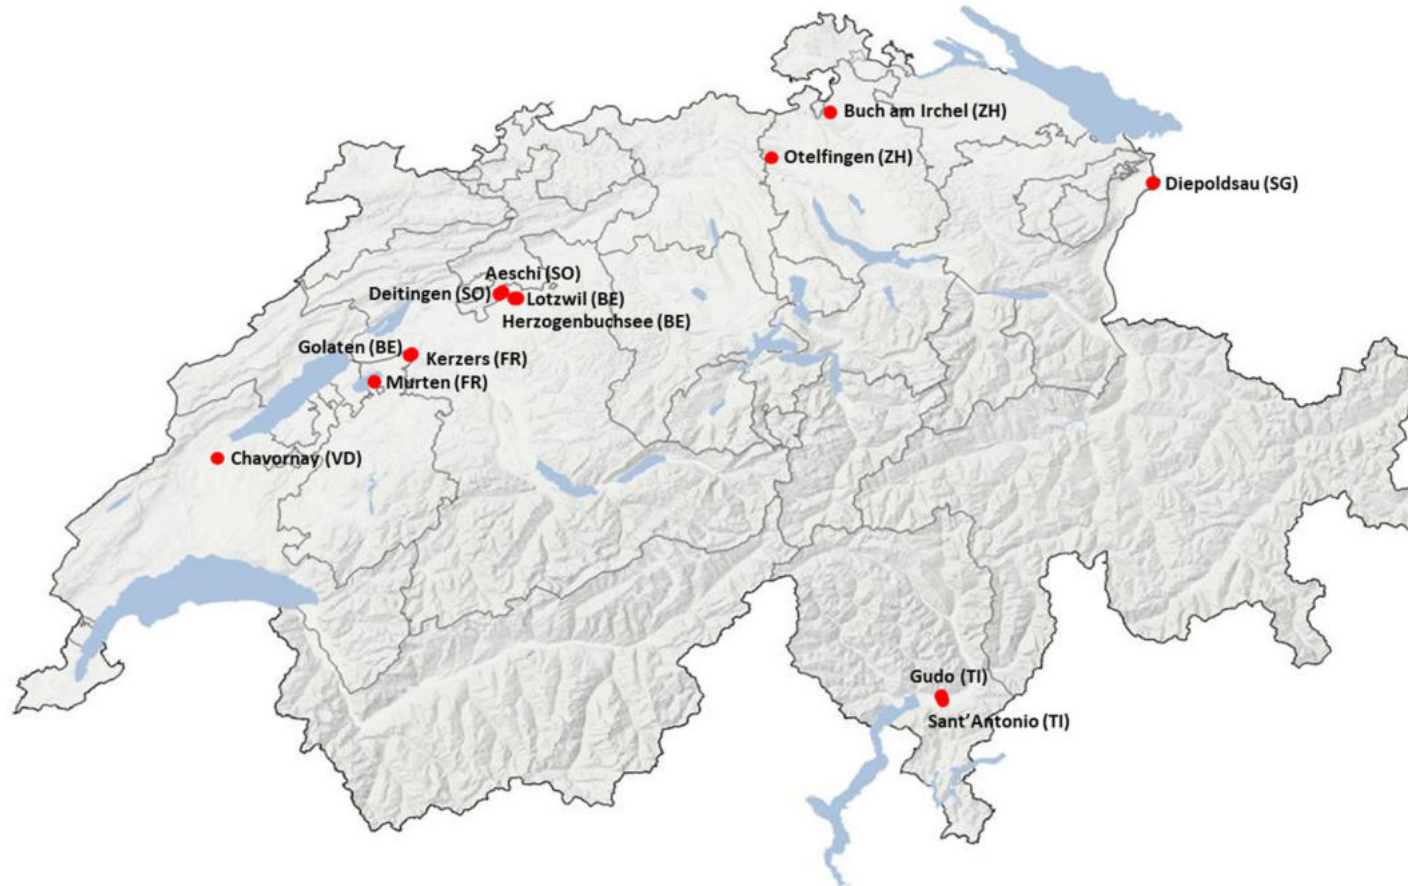 Buch am Irchel (ZH)
Otelfingen (ZH)
Diepoldsau (SG)
Aeschi (SO)
Deitingen (SO)
Lotzwil (BE)
Herzogenbuchsee (BE)
Golaten (BE)
Kerzers (FR)
Murten (FR)
Chavornay (VD)
Gudo (TI)
Sant’Antonio (TI)